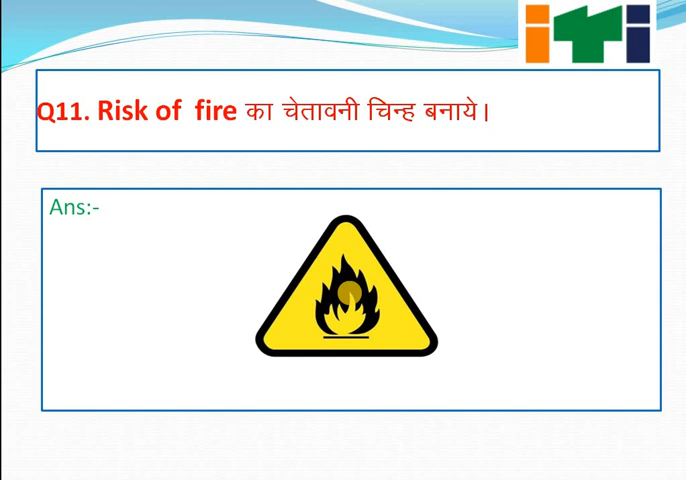 iTi
Q11. Risk of fire का चेतावनी चिन्ह बनाये।
Ans:-